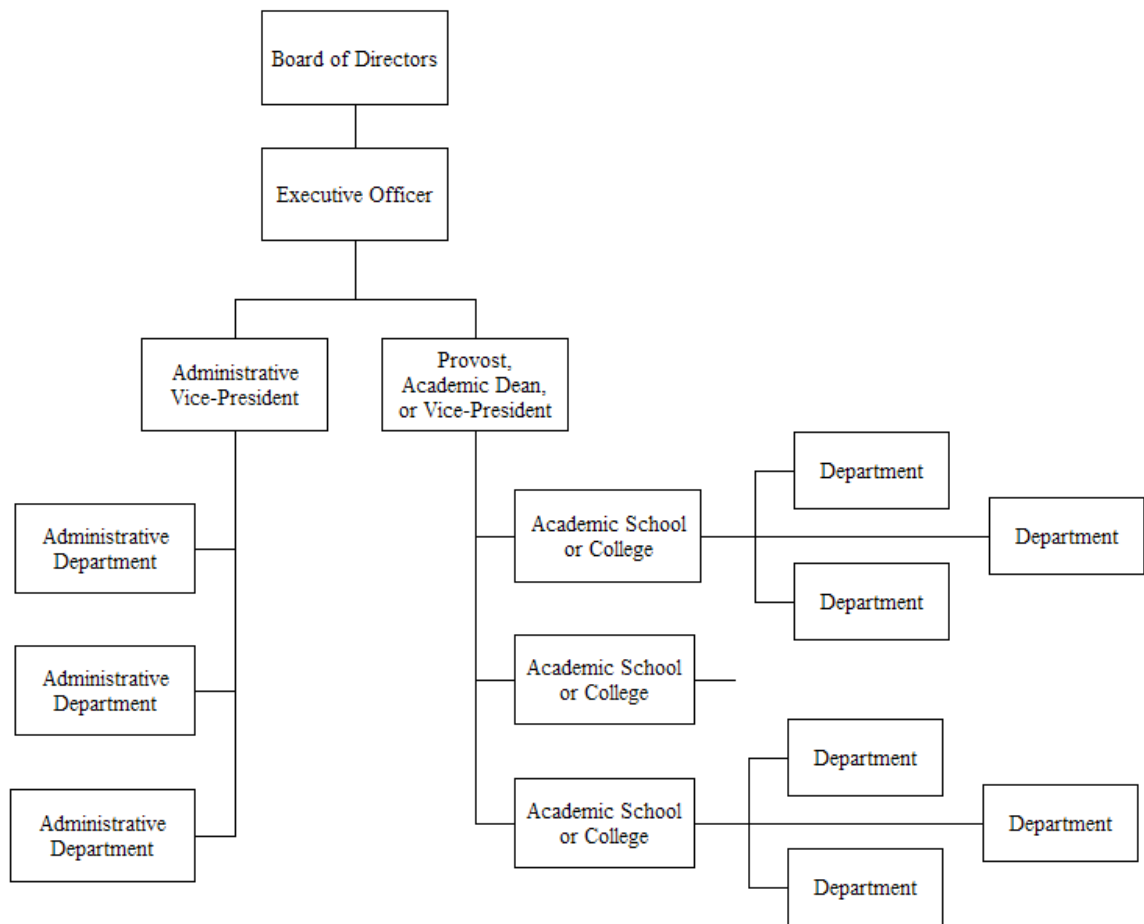 Board of Directors
Executive Officer
Administrative
Vice-President
Provost,
Academic Dean,
or Vice-President
Administrative
Department
Administrative
Department
Administrative
Department
Academic School
or College
Department
Department
Department
Academic School
or College
Academic School
or College
Department
Department
Department